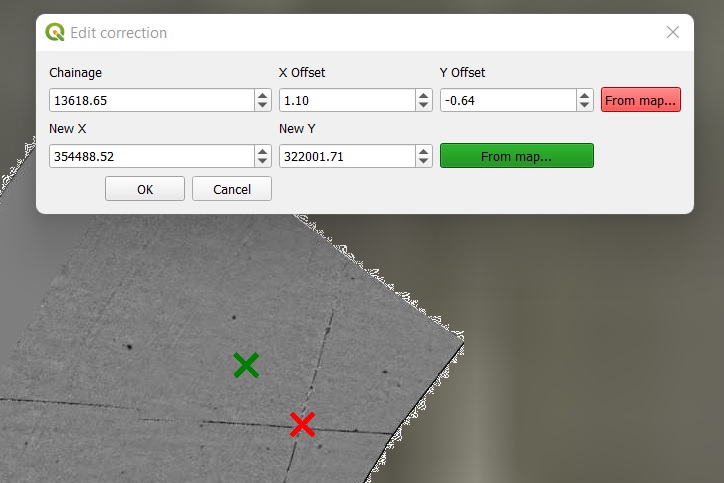 Edit correction
Chainage X Offset Y Offset
13618.65 1.10 -0.64 From map...
New X New Y
354488.52 322001.71 From map...
OK Cancel